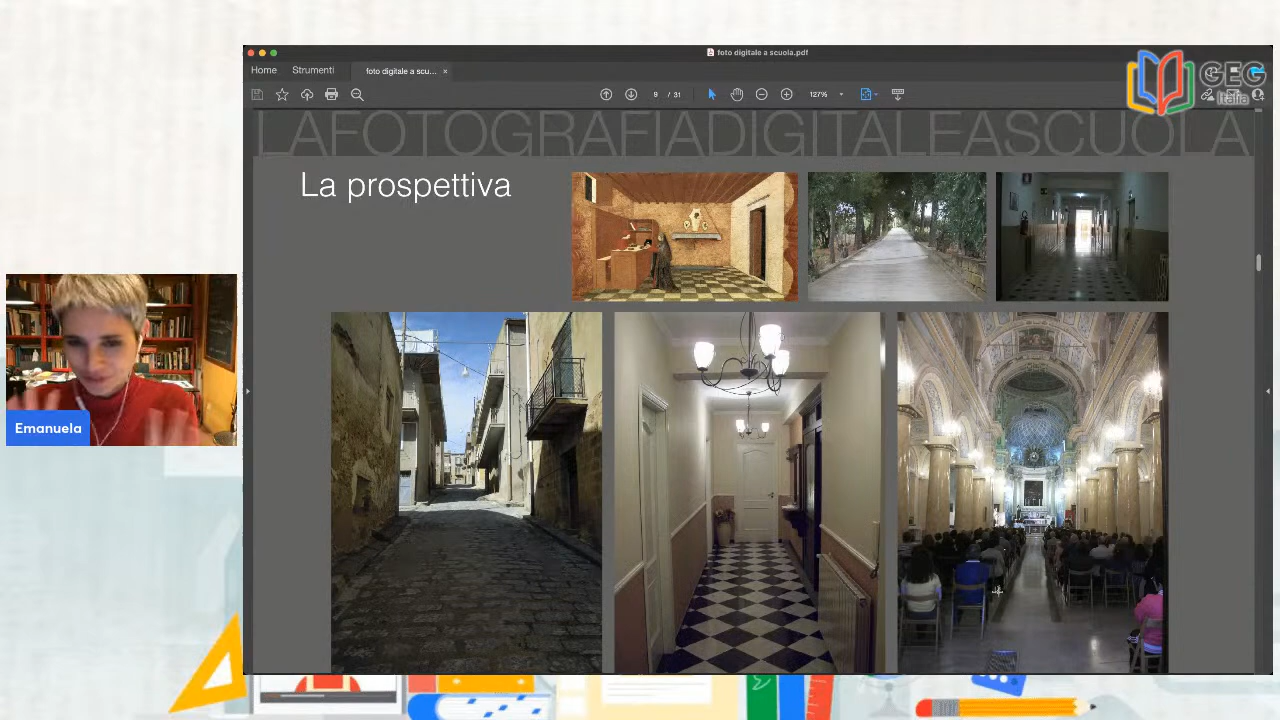 foto digitale a scuola.pdf
Home
Strumenti
foto digitale a scu...
×
9 / 31
127%
GEG
Italia
LAFOTOGRAFIADIGITALEASCUOLA
La prospettiva
Emanuela